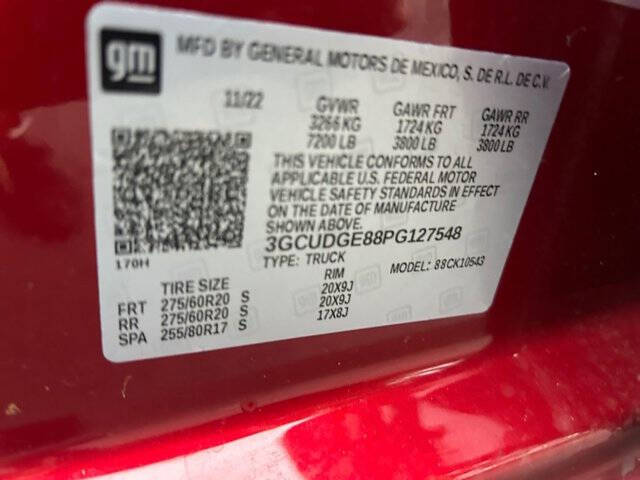 gm
MFD BY GENERAL MOTORS DE MEXICO, S. DE R.L. DE C.V.
11/22 GVWR GAWR FRT GAWR RR
3266 KG 1724 KG 1724 KG
7200 LB 3800 LB 3800 LB
THIS VEHICLE CONFORMS TO ALL
APPLICABLE U.S. FEDERAL MOTOR
VEHICLE SAFETY STANDARDS IN EFFECT
ON THE DATE OF MANUFACTURE
SHOWN ABOVE.
3GCUDGE88PG127548
170H TYPE: TRUCK MODEL: 88CK10543
TIRE SIZE RIM
FRT 275/60R20 S 20X9J
RR 275/60R20 S 20X9J
SPA 255/80R17 S 17X8J